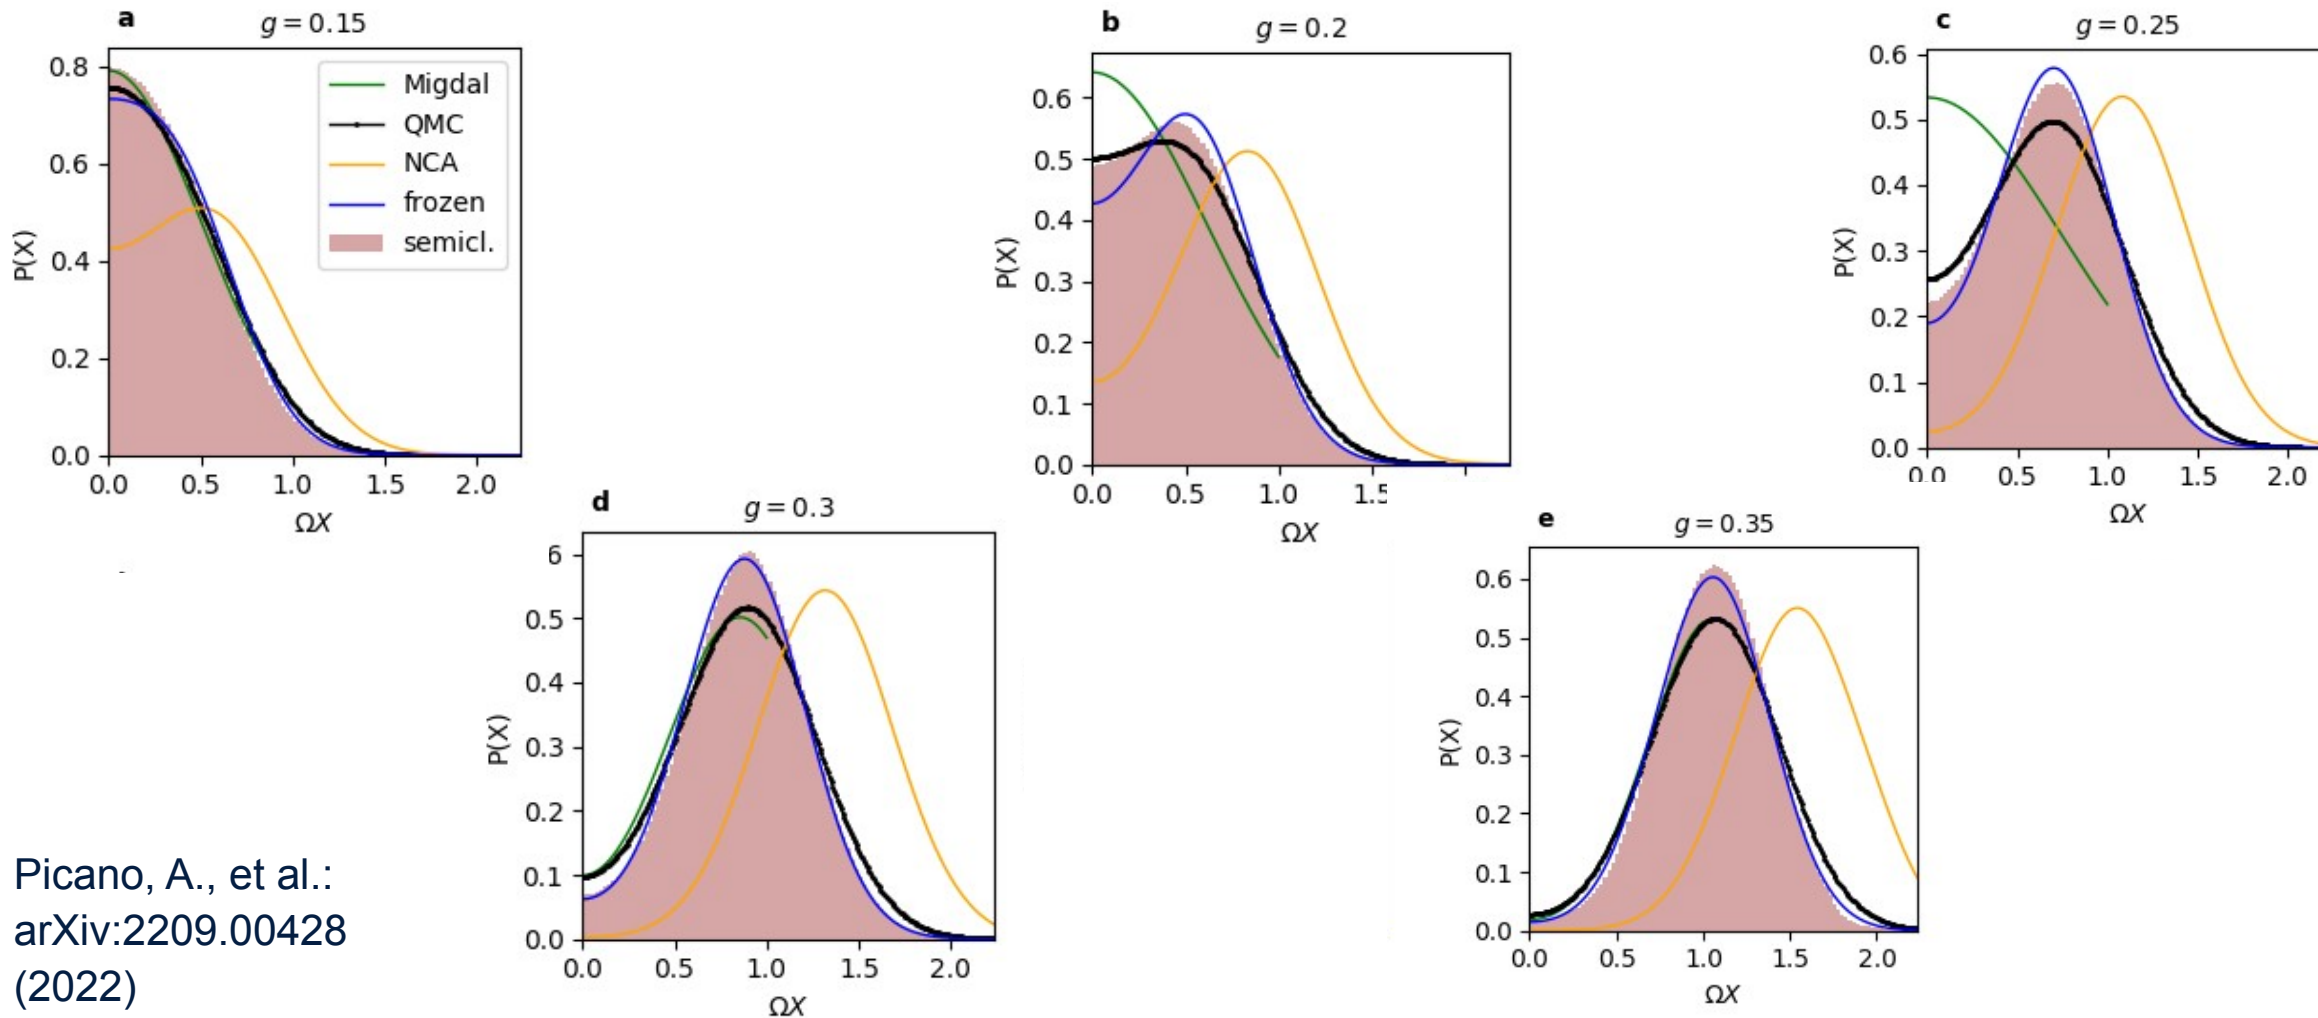 a
g = 0.15
0.8
0.6
0.4
0.2
0.0
P(X)
Migdal
QMC
NCA
frozen
semicl.
0.0 0.5 1.0 1.5 2.0
ΩX
b
g = 0.2
0.6
0.5
0.4
0.3
0.2
0.1
0.0
P(X)
0.0 0.5 1.0 1.5
ΩX
c
g = 0.25
0.6
0.5
0.4
0.3
0.2
0.1
0.0
P(X)
0.0 0.5 1.0 1.5 2.0
ΩX
d
g = 0.3
6
0.5
0.4
0.3
0.2
0.1
0.0
P(X)
0.0 0.5 1.0 1.5 2.0
ΩX
e
g = 0.35
0.6
0.5
0.4
0.3
0.2
0.1
0.0
P(X)
0.0 0.5 1.0 1.5 2.0
ΩX
Picano, A., et al.:
arXiv:2209.00428
(2022)